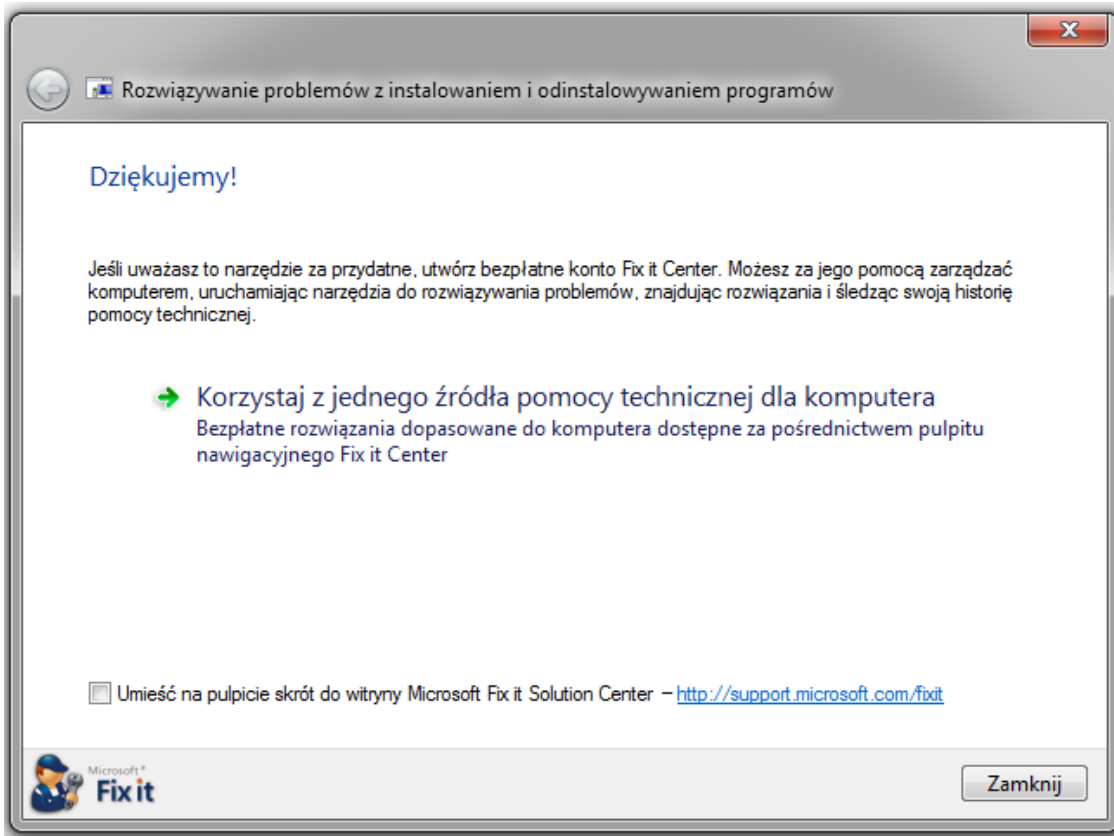 Rozwiązywanie problemów z instalowaniem i odinstalowywaniem programów
Dziękujemy!
Jeśli uważasz to narzędzie za przydatne, utwórz bezpłatne konto Fix it Center. Możesz za jego pomocą zarządzać
komputerem, uruchamiając narzędzia do rozwiązywania problemów, znajdując rozwiązania i śledząc swoją historię
pomocy technicznej.
Korzystaj z jednego źródła pomocy technicznej dla komputera
Bezpłatne rozwiązania dopasowane do komputera dostępne za pośrednictwem pulpitu
nawigacyjnego Fix it Center
Umieść na pulpicie skrót do witryny Microsoft Fix it Solution Center – http://support.microsoft.com/fixit
Microsoft®
Fix it
Zamknij